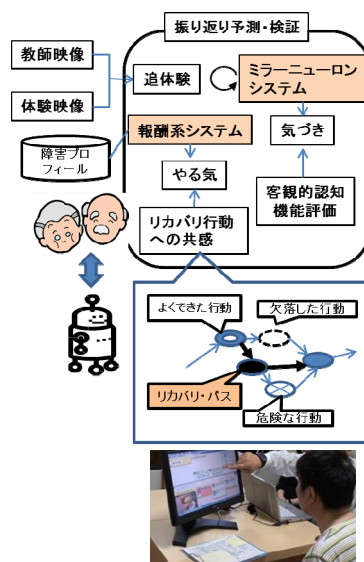 振り返り予測・検証
教師映像
体験映像
追体験
ミラーニューロン
システム
障害プロ
フィール
報酬系システム
気づき
やる気
リカバリ行動
への共感
客観的認知
機能評価
よくできた行動
欠落した行動
リカバリ・パス
危険な行動